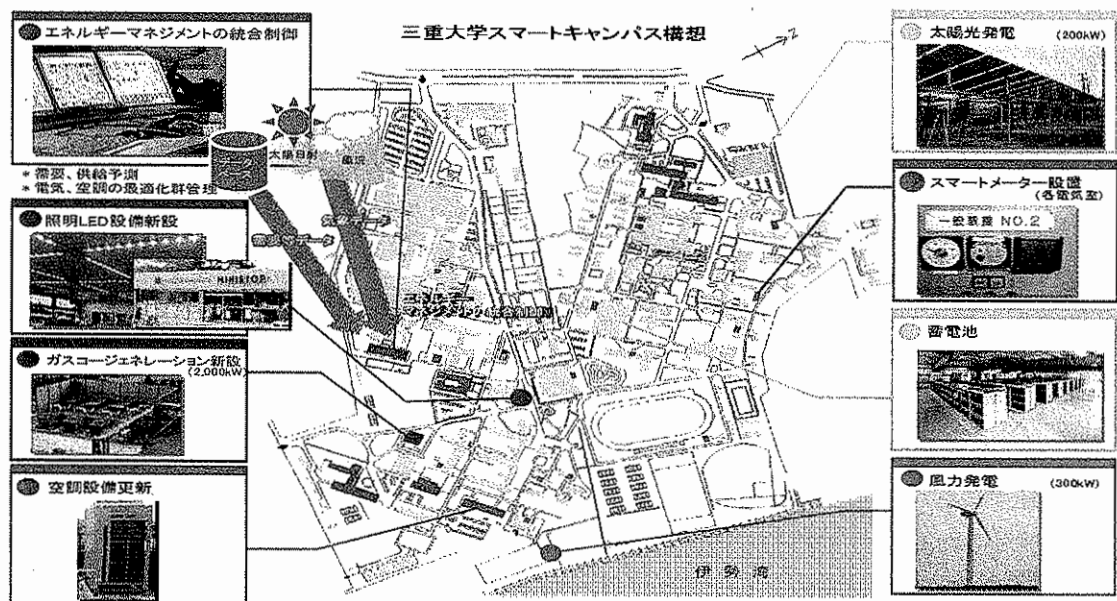 三重大学スマートキャンパス構想
エネルギーマネジメントの統合制御
* 需要、供給予測
* 電気、空調の最適化群管理
太陽日射
照明LED設備新設
MINISTOP
ガスコージェネレーション新設
(2,000kW)
空調設備更新
太陽光発電 (200kW)
スマートメーター設置
(各電気室)
一般動力 NO.2
蓄電池
風力発電 (300kW)
伊勢湾